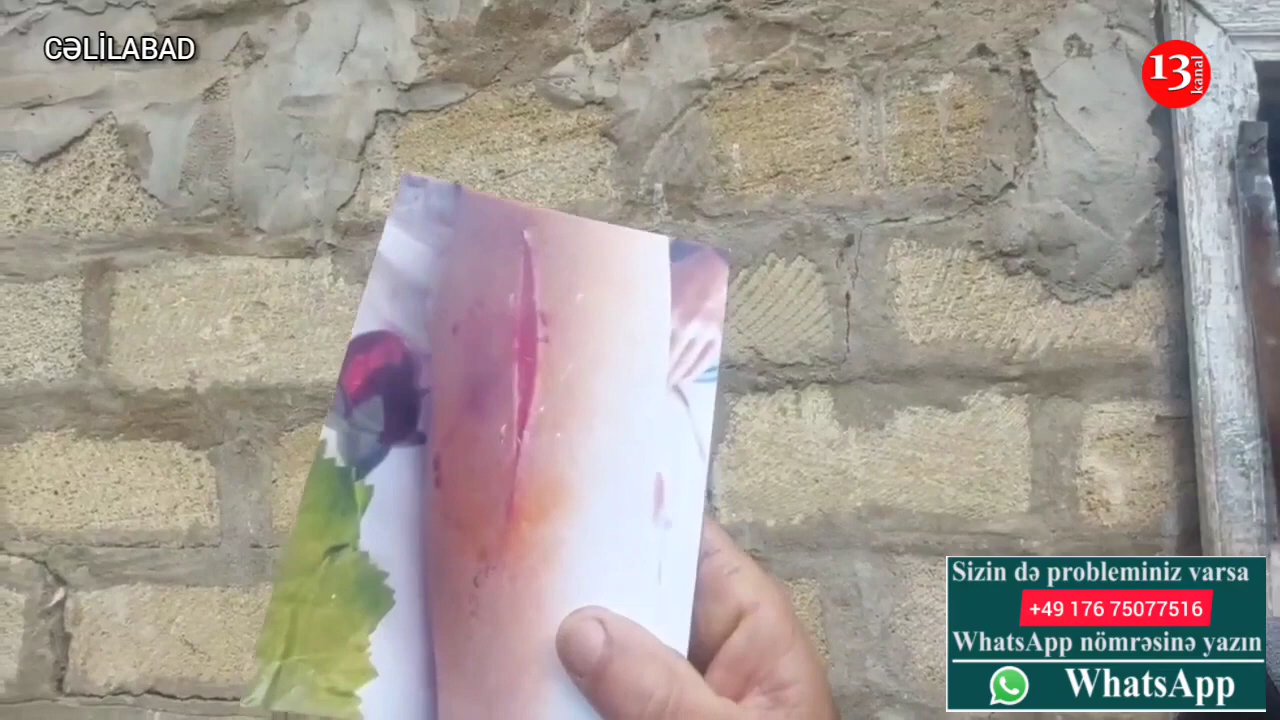 CƏLİLABAD
13
kanal
Sizin də probleminiz varsa
+49 176 75077516
WhatsApp nömrəsinə yazın
WhatsApp